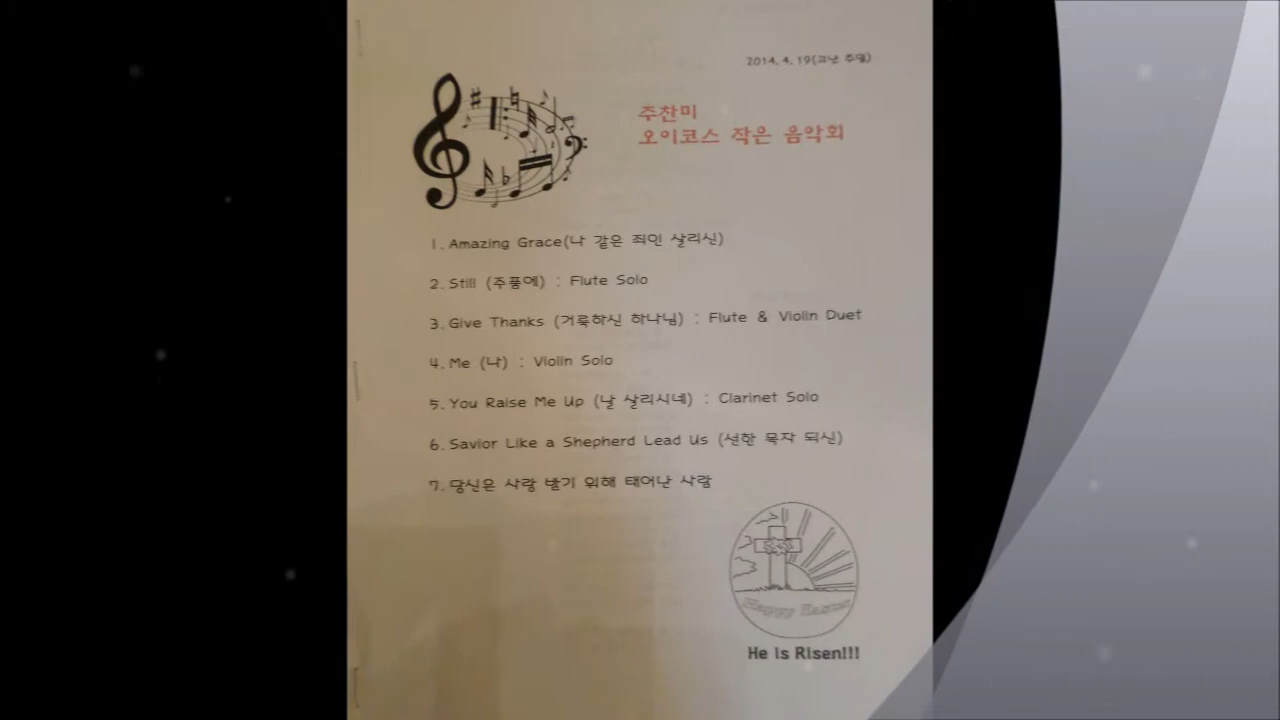 2014. 4. 19(고난 주일)
주찬미
오이코스 작은 음악회
1. Amazing Grace(나 같은 죄인 살리신)
2. Still (주품에) : Flute Solo
3. Give Thanks (거룩하신 하나님) : Flute & Violin Duet
4. Me (나) : Violin Solo
5. You Raise Me Up (날 살리시네) : Clarinet Solo
6. Savior Like a Shepherd Lead Us (선한 목자 되신)
7. 당신은 사랑 받기 위해 태어난 사람
Happy Easter
He Is Risen!!!